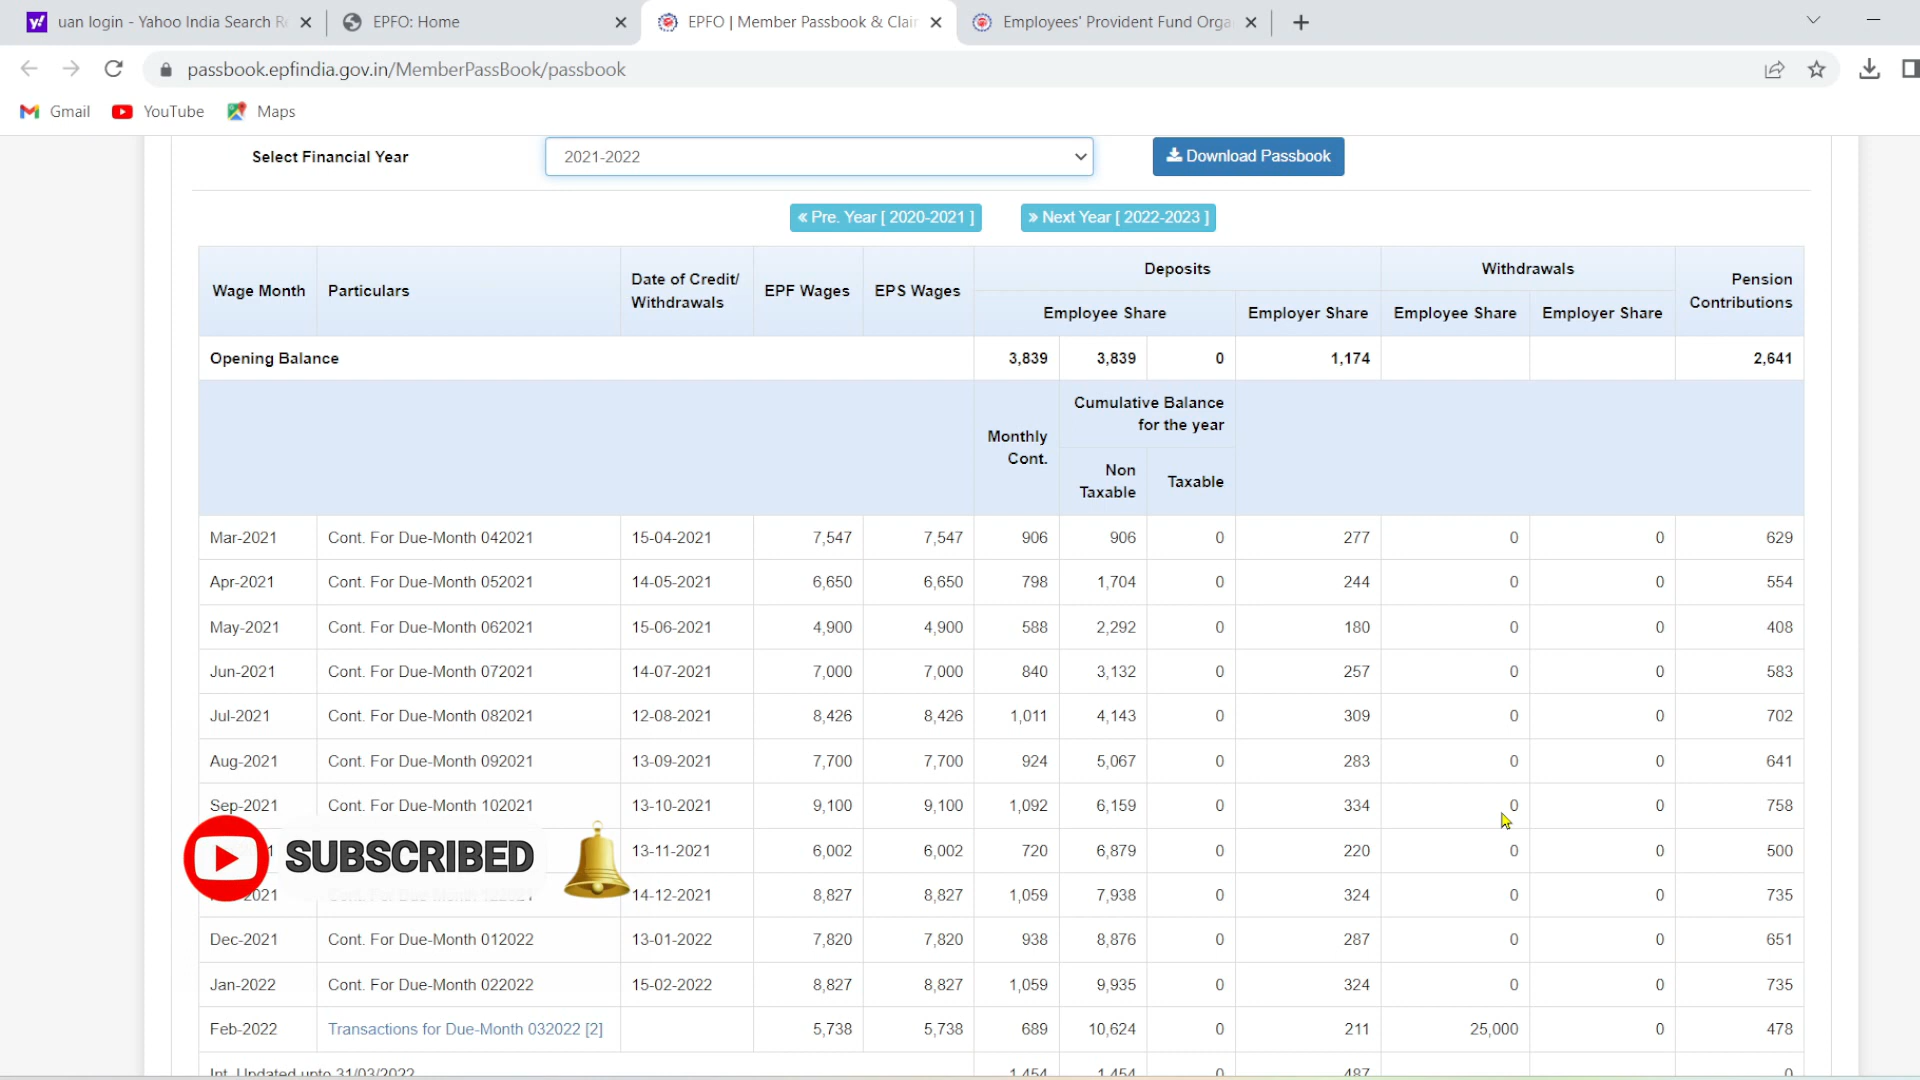 uan login - Yahoo India Search Re
EPFO: Home
EPFO | Member Passbook & Clai
Employees' Provident Fund Orga
passbook.epfindia.gov.in/MemberPassBook/passbook
Gmail YouTube Maps
Select Financial Year 2021-2022 Download Passbook
« Pre. Year [ 2020-2021 ] » Next Year [ 2022-2023 ]
Wage Month Particulars Date of Credit/ Withdrawals EPF Wages EPS Wages Deposits Withdrawals Pension Contributions
Employee Share Employer Share Employee Share Employer Share
Opening Balance 3,839 3,839 0 1,174 2,641
Monthly Cont. Cumulative Balance for the year
Non Taxable Taxable
Mar-2021 Cont. For Due-Month 042021 15-04-2021 7,547 7,547 906 906 0 277 0 0 629
Apr-2021 Cont. For Due-Month 052021 14-05-2021 6,650 6,650 798 1,704 0 244 0 0 554
May-2021 Cont. For Due-Month 062021 15-06-2021 4,900 4,900 588 2,292 0 180 0 0 408
Jun-2021 Cont. For Due-Month 072021 14-07-2021 7,000 7,000 840 3,132 0 257 0 0 583
Jul-2021 Cont. For Due-Month 082021 12-08-2021 8,426 8,426 1,011 4,143 0 309 0 0 702
Aug-2021 Cont. For Due-Month 092021 13-09-2021 7,700 7,700 924 5,067 0 283 0 0 641
Sep-2021 Cont. For Due-Month 102021 13-10-2021 9,100 9,100 1,092 6,159 0 334 0 0 758
SUBSCRIBED 13-11-2021 6,002 6,002 720 6,879 0 220 0 0 500
14-12-2021 8,827 8,827 1,059 7,938 0 324 0 0 735
Dec-2021 Cont. For Due-Month 012022 13-01-2022 7,820 7,820 938 8,876 0 287 0 0 651
Jan-2022 Cont. For Due-Month 022022 15-02-2022 8,827 8,827 1,059 9,935 0 324 0 0 735
Feb-2022 Transactions for Due-Month 032022 [2] 5,738 5,738 689 10,624 0 211 25,000 0 478
Int. Updated upto 31/03/2022 1,454 1,454 0 487 0